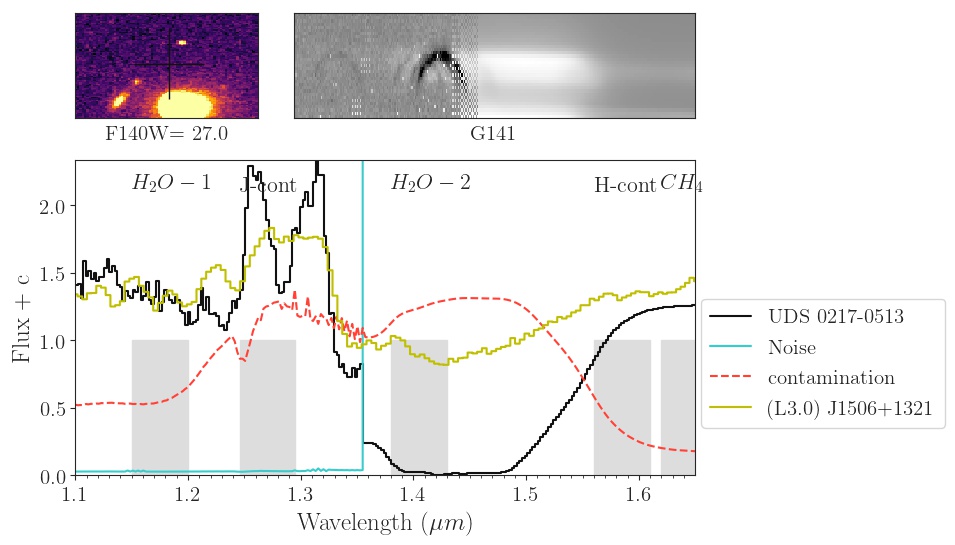 F140W= 27.0
G141
H₂O − 1
J-cont
H₂O − 2
H-cont
CH₄
2.0
1.5
1.0
0.5
0.0
Flux + c
1.1
1.2
1.3
1.4
1.5
1.6
Wavelength (μm)
UDS 0217-0513
Noise
contamination
(L3.0) J1506+1321